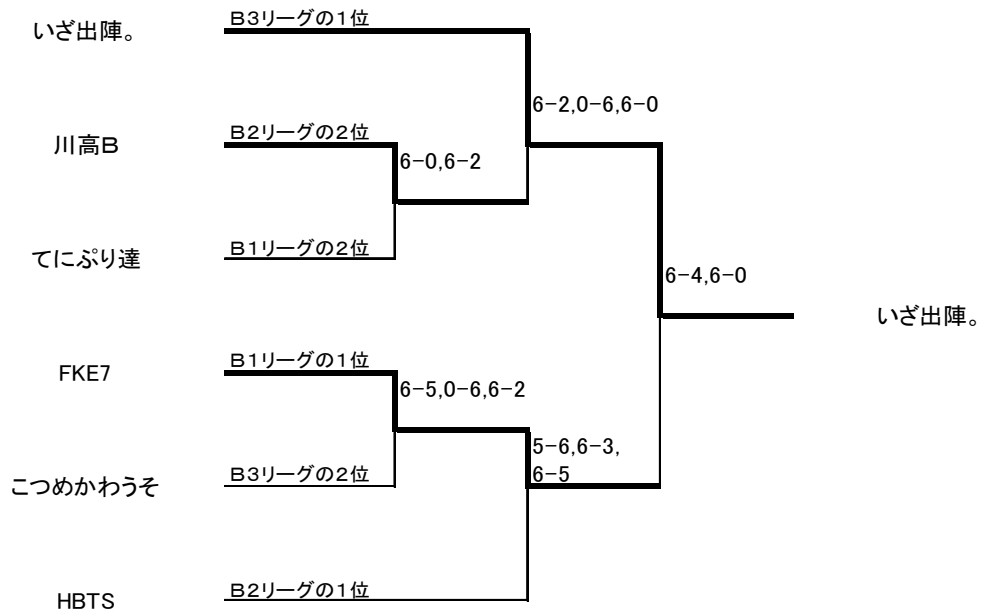 いざ出陣。
B3リーグの1位
6-2,0-6,6-0
川高B
B2リーグの2位
6-0,6-2
てにぷり達
B1リーグの2位
6-4,6-0
いざ出陣。
FKE7
B1リーグの1位
6-5,0-6,6-2
5-6,6-3,
6-5
こつめかわうそ
B3リーグの2位
HBTS
B2リーグの1位